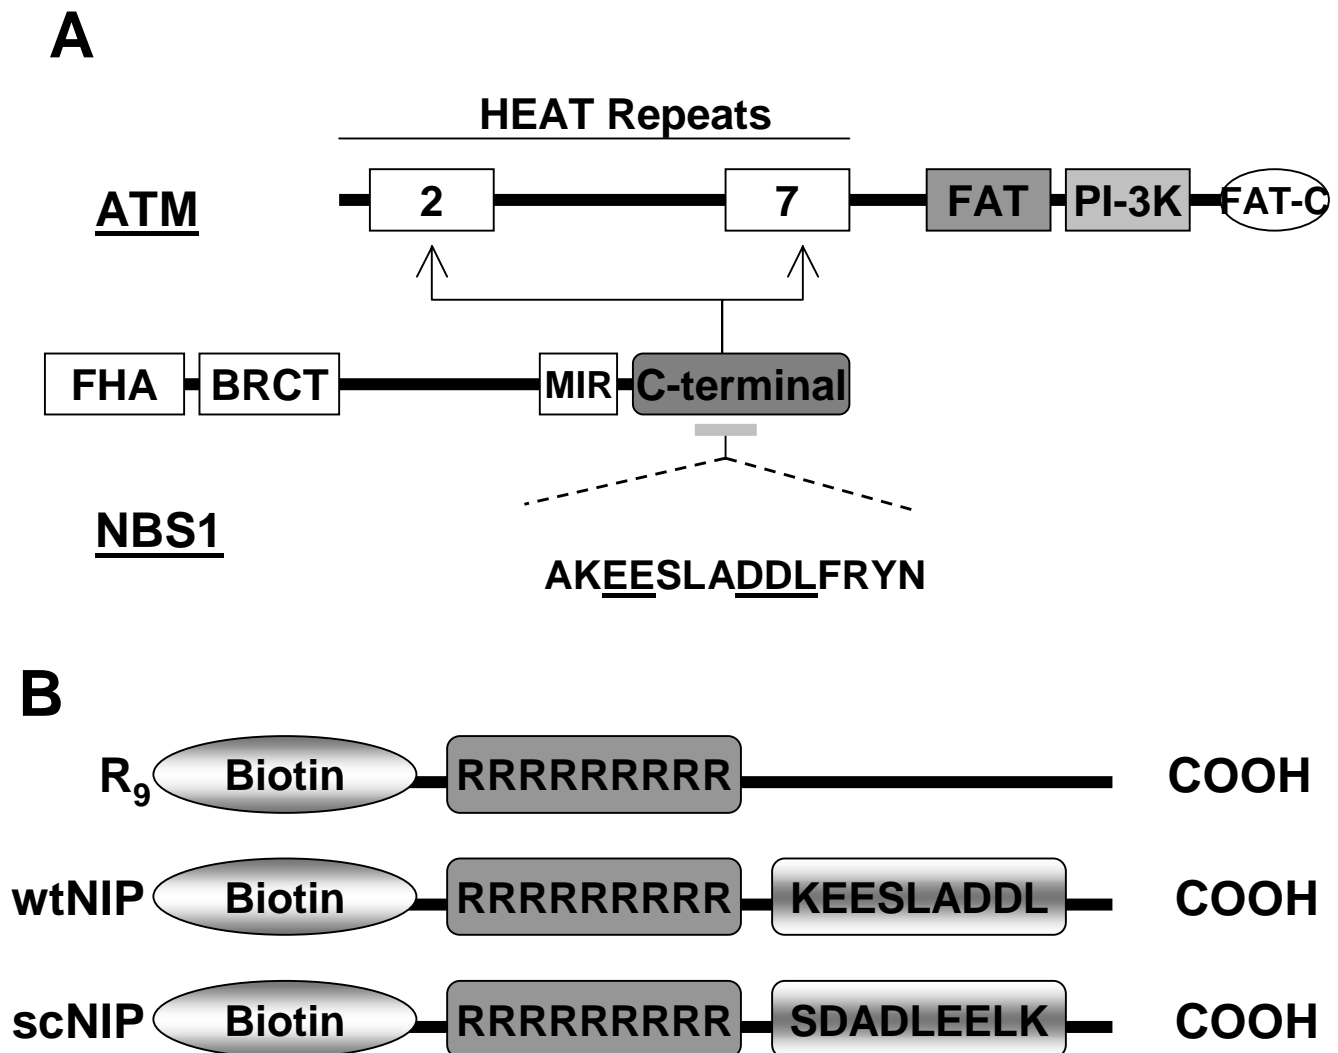 A
HEAT Repeats
ATM 2 7 FAT PI-3K FAT-C
FHA BRCT MIR C-terminal
NBS1
AKEESLADDLFRYN
B
R9 Biotin RRRRRRRRR COOH
wtNIP Biotin RRRRRRRRR KEESLADDL COOH
scNIP Biotin RRRRRRRRR SDADLEELK COOH